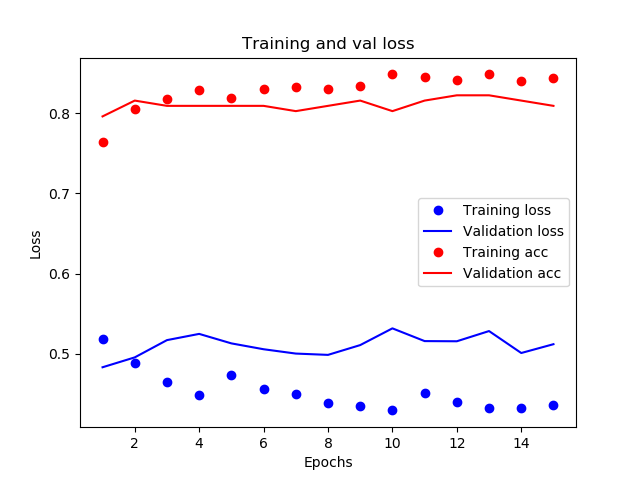 Training and val loss
Loss
0.8
0.7
0.6
0.5
Training loss
Validation loss
Training acc
Validation acc
2 4 6 8 10 12 14
Epochs